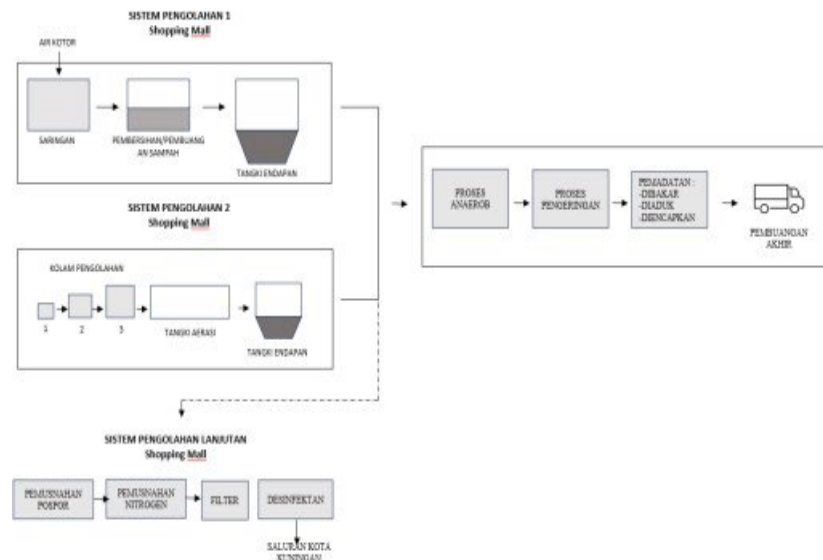 SISTEM PENGOLAHAN 1
Shopping Mall
AIR KOTOR
SARINGAN
PEMBERSIHAN/PEMBUANG
AN SAMPAH
TANGKI ENDAPAN
SISTEM PENGOLAHAN 2
Shopping Mall
KOLAM PENGOLAHAN
1
2
3
TANGKI AERASI
TANGKI ENDAPAN
PROSES
ANAEROB
PROSES
PENGERINGAN
PEMADATAN :
-DIBAKAR
-DIADUK
-DIENCAPKAN
PEMBUANGAN
AKHIR
SISTEM PENGOLAHAN LANJUTAN
Shopping Mall
PEMUSNAHAN
POSPOR
PEMUSNAHAN
NITROGEN
FILTER
DESINFEKTAN
SALURAN KOTA
KUNINGAN